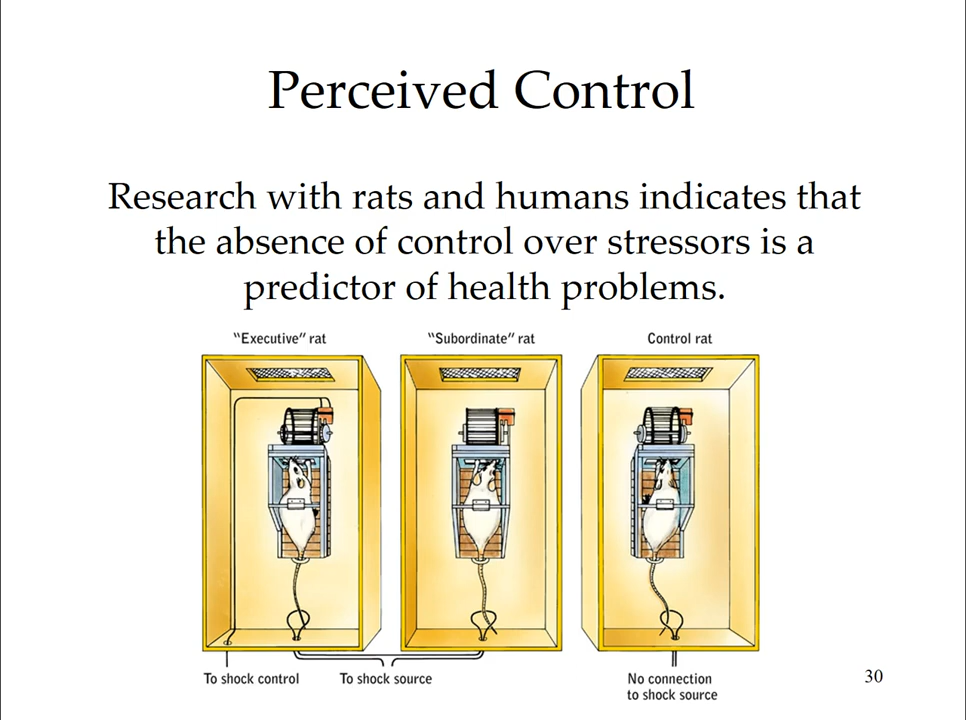 Perceived Control
Research with rats and humans indicates that
the absence of control over stressors is a
predictor of health problems.
“Executive” rat
“Subordinate” rat
Control rat
To shock control
To shock source
No connection
to shock source
30